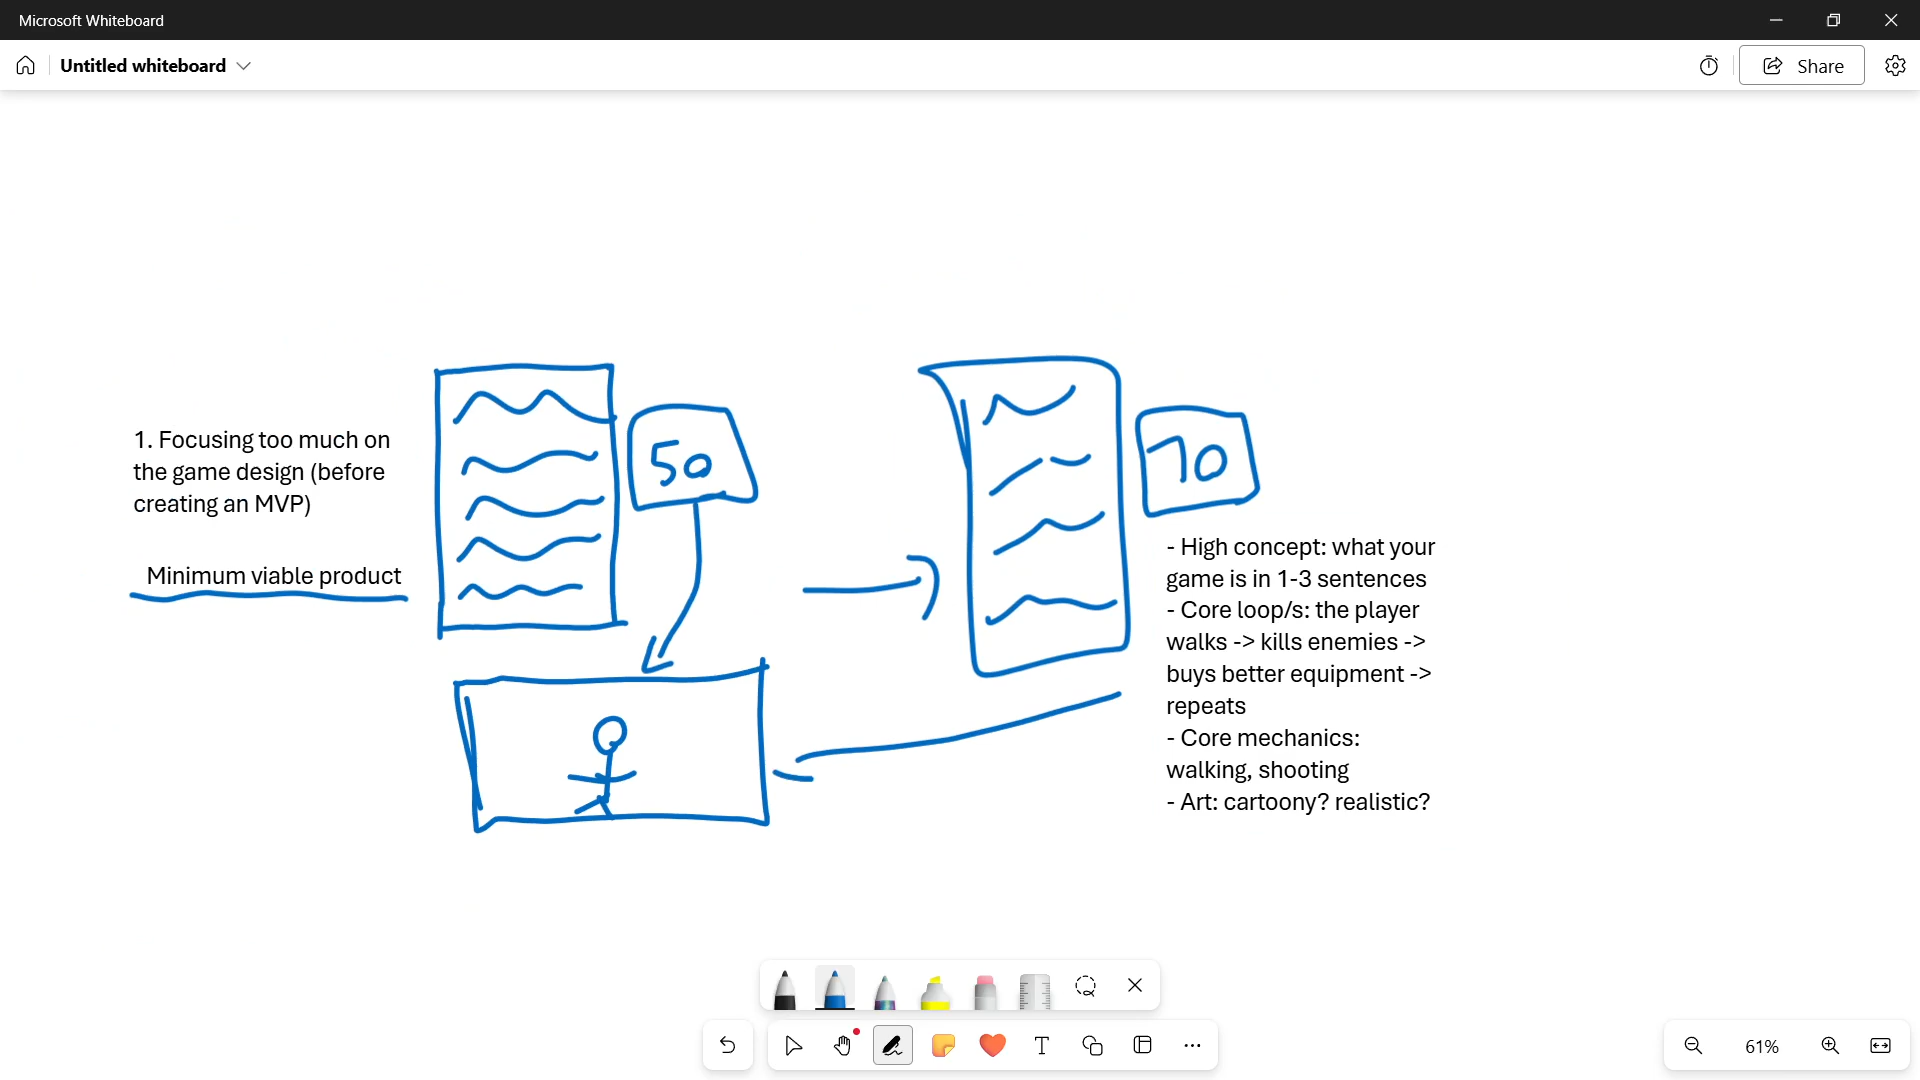 Microsoft Whiteboard
Untitled whiteboard
Share
1. Focusing too much on
the game design (before
creating an MVP)
Minimum viable product
50
70
- High concept: what your
game is in 1-3 sentences
- Core loop/s: the player
walks -> kills enemies ->
buys better equipment ->
repeats
- Core mechanics:
walking, shooting
- Art: cartoony? realistic?
61%